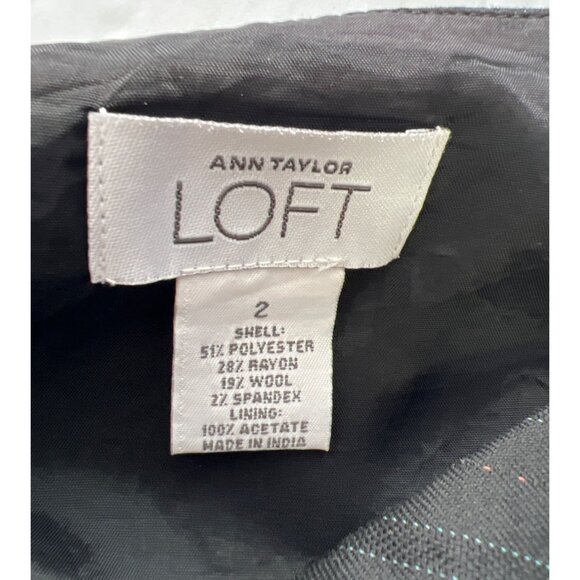 ANN TAYLOR
LOFT
2
SHELL:
51% POLYESTER
28% RAYON
19% WOOL
2% SPANDEX
LINING:
100% ACETATE
MADE IN INDIA